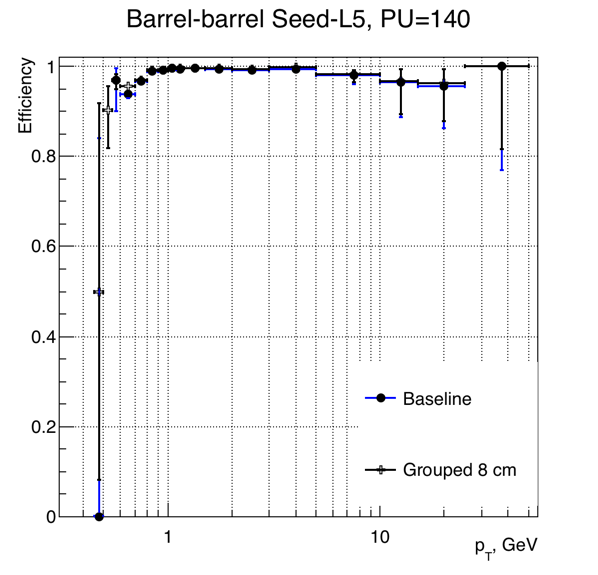 Barrel-barrel Seed-L5, PU=140
Efficiency
1
0.8
0.6
0.4
0.2
0
Baseline
Grouped 8 cm
1
10
pT, GeV